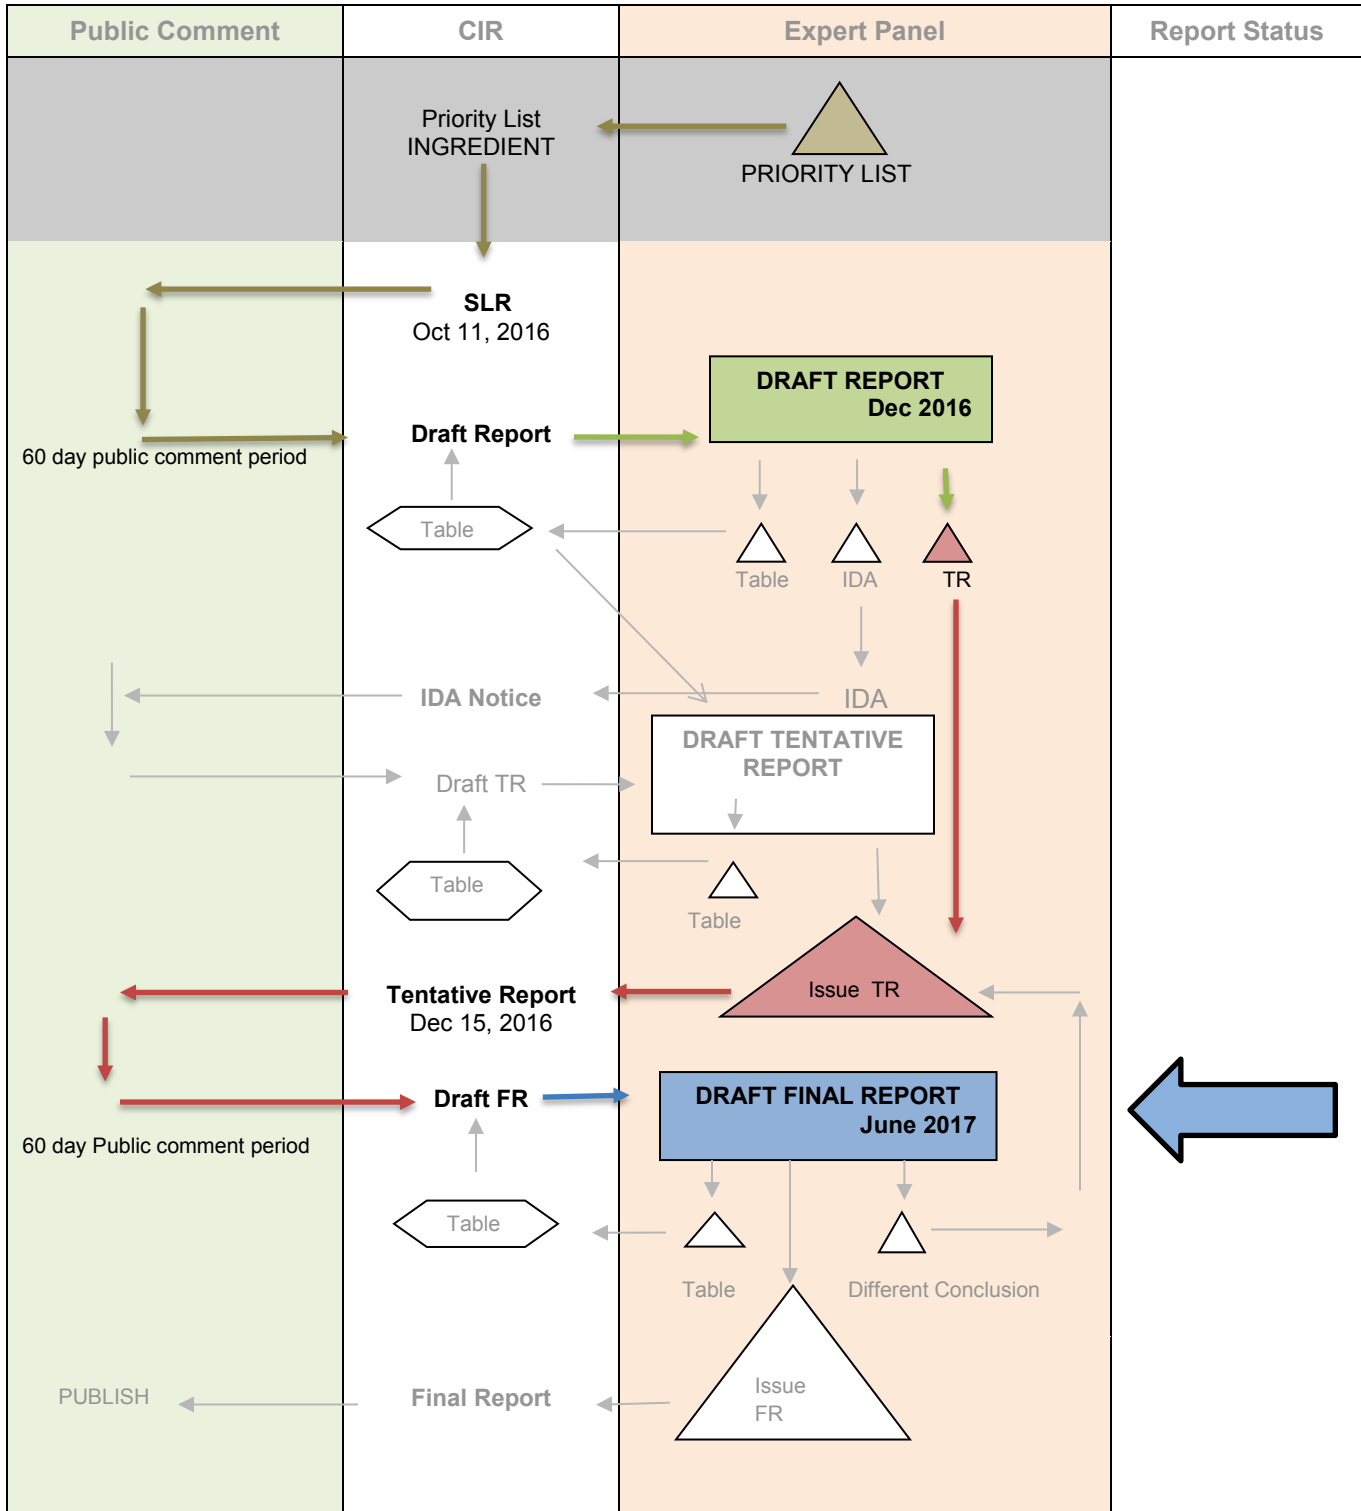 Public Comment
CIR
Expert Panel
Report Status
Priority List
INGREDIENT
PRIORITY LIST
SLR
Oct 11, 2016
DRAFT REPORT
Dec 2016
Draft Report
60 day public comment period
Table
Table
IDA
TR
IDA Notice
IDA
DRAFT TENTATIVE
REPORT
Draft TR
Table
Table
Issue TR
Tentative Report
Dec 15, 2016
DRAFT FINAL REPORT
June 2017
Draft FR
60 day Public comment period
Table
Table
Different Conclusion
Issue
FR
Final Report
PUBLISH